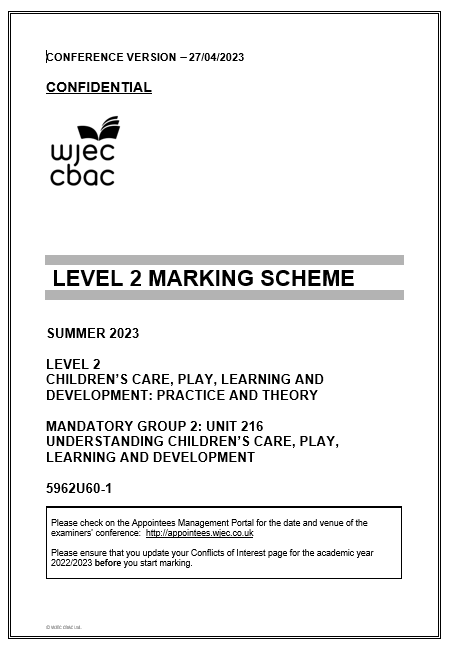 CONFERENCE VERSION – 27/04/2023
CONFIDENTIAL
wjec
cbac
LEVEL 2 MARKING SCHEME
SUMMER 2023
LEVEL 2
CHILDREN'S CARE, PLAY, LEARNING AND
DEVELOPMENT: PRACTICE AND THEORY
MANDATORY GROUP 2: UNIT 216
UNDERSTANDING CHILDREN'S CARE, PLAY,
LEARNING AND DEVELOPMENT
5962U60-1
Please check on the Appointees Management Portal for the date and venue of the
examiners' conference: http://appointees.wjec.co.uk
Please ensure that you update your Conflicts of Interest page for the academic year
2022/2023 before you start marking.
© WJEC CBAC Ltd.